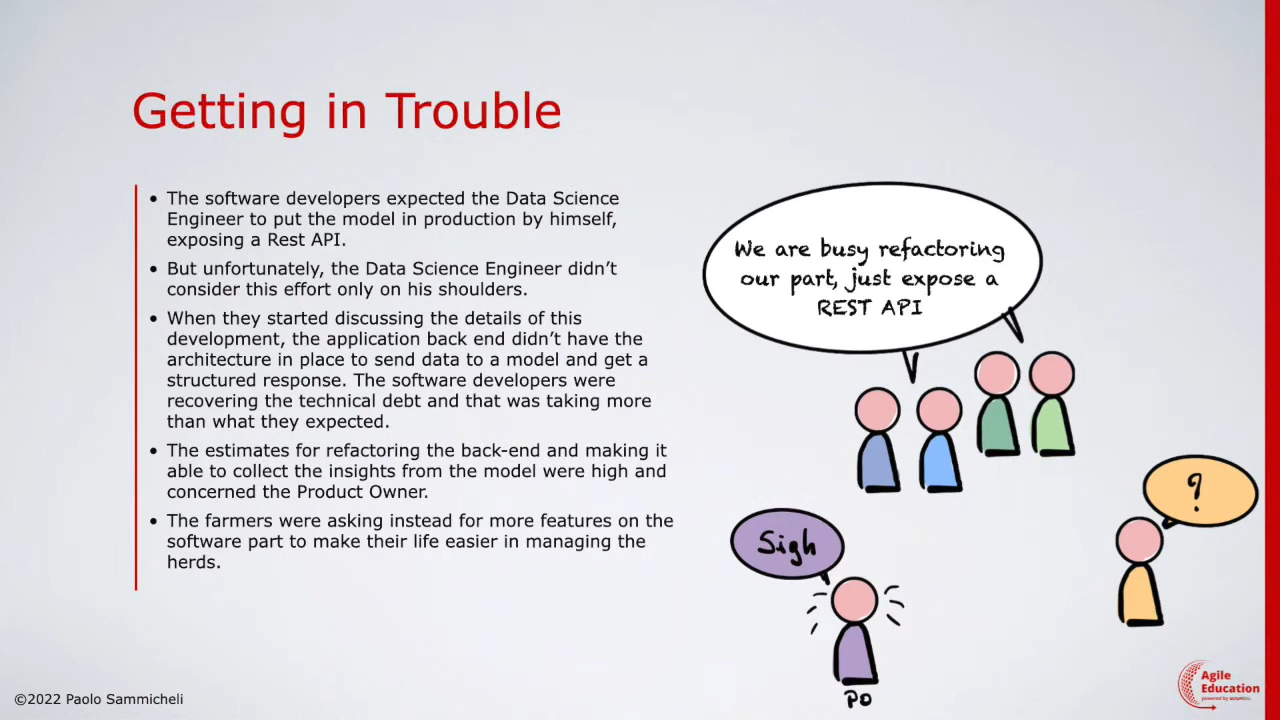 Getting in Trouble
• The software developers expected the Data Science
Engineer to put the model in production by himself,
exposing a Rest API.
• But unfortunately, the Data Science Engineer didn’t
consider this effort only on his shoulders.
• When they started discussing the details of this
development, the application back end didn’t have the
architecture in place to send data to a model and get a
structured response. The software developers were
recovering the technical debt and that was taking more
than what they expected.
• The estimates for refactoring the back-end and making it
able to collect the insights from the model were high and
concerned the Product Owner.
• The farmers were asking instead for more features on the
software part to make their life easier in managing the
herds.
We are busy refactoring
our part, just expose a
REST API
?
Sigh
PO
©2022 Paolo Sammicheli
Agile
Education
powered by scruminc.